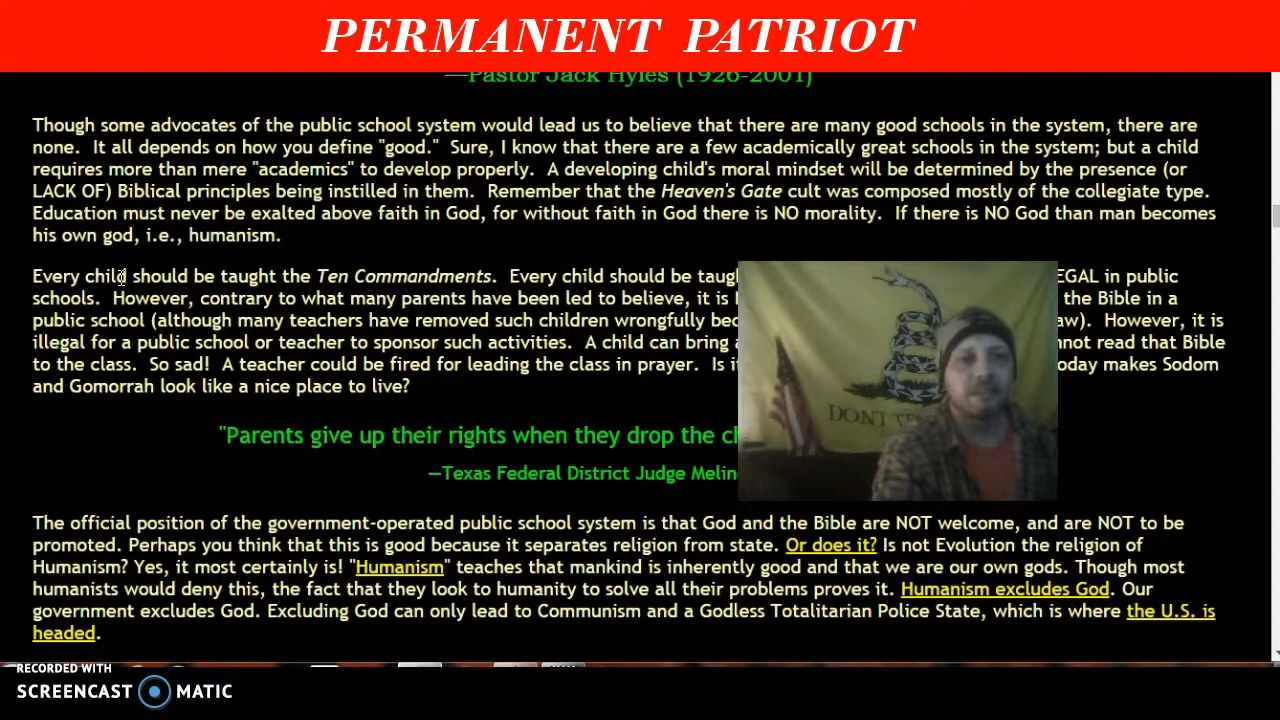 PERMANENT PATRIOT
—Pastor Jack Hyles (1926-2001)
Though some advocates of the public school system would lead us to believe that there are many good schools in the system, there are
none.  It all depends on how you define "good."  Sure, I know that there are a few academically great schools in the system; but a child
requires more than mere "academics" to develop properly.  A developing child's moral mindset will be determined by the presence (or
LACK OF) Biblical principles being instilled in them.  Remember that the Heaven's Gate cult was composed mostly of the collegiate type.
Education must never be exalted above faith in God, for without faith in God there is NO morality.  If there is NO God than man becomes
his own god, i.e., humanism.
Every child should be taught the Ten Commandments.  Every child should be taug EGAL in public
schools.  However, contrary to what many parents have been led to believe, it is the Bible in a
public school (although many teachers have removed such children wrongfully bec aw).  However, it is
illegal for a public school or teacher to sponsor such activities.  A child can bring nnot read that Bible
to the class.  So sad!  A teacher could be fired for leading the class in prayer.  Is i oday makes Sodom
and Gomorrah look like a nice place to live?
"Parents give up their rights when they drop the ch
—Texas Federal District Judge Melin
DONT T
The official position of the government-operated public school system is that God and the Bible are NOT welcome, and are NOT to be
promoted. Perhaps you think that this is good because it separates religion from state. Or does it? Is not Evolution the religion of
Humanism? Yes, it most certainly is! "Humanism" teaches that mankind is inherently good and that we are our own gods. Though most
humanists would deny this, the fact that they look to humanity to solve all their problems proves it. Humanism excludes God. Our
government excludes God. Excluding God can only lead to Communism and a Godless Totalitarian Police State, which is where the U.S. is
headed.
RECORDED WITH
SCREENCAST MATIC